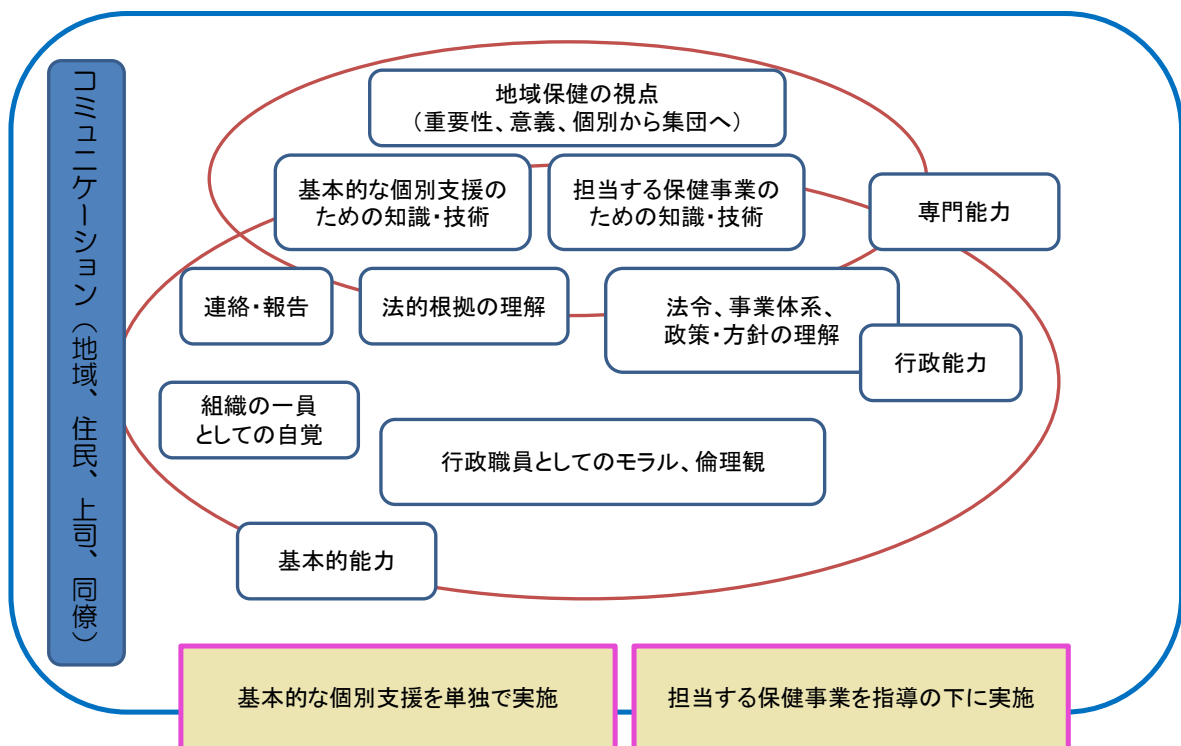 コミュニケーション（地域、住民、上司、同僚）
地域保健の視点
（重要性、意義、個別から集団へ）
基本的な個別支援の
ための知識・技術
担当する保健事業の
ための知識・技術
専門能力
連絡・報告
法的根拠の理解
法令、事業体系、
政策・方針の理解
行政能力
組織の一員
としての自覚
行政職員としてのモラル、倫理観
基本的能力
基本的な個別支援を単独で実施
担当する保健事業を指導の下に実施